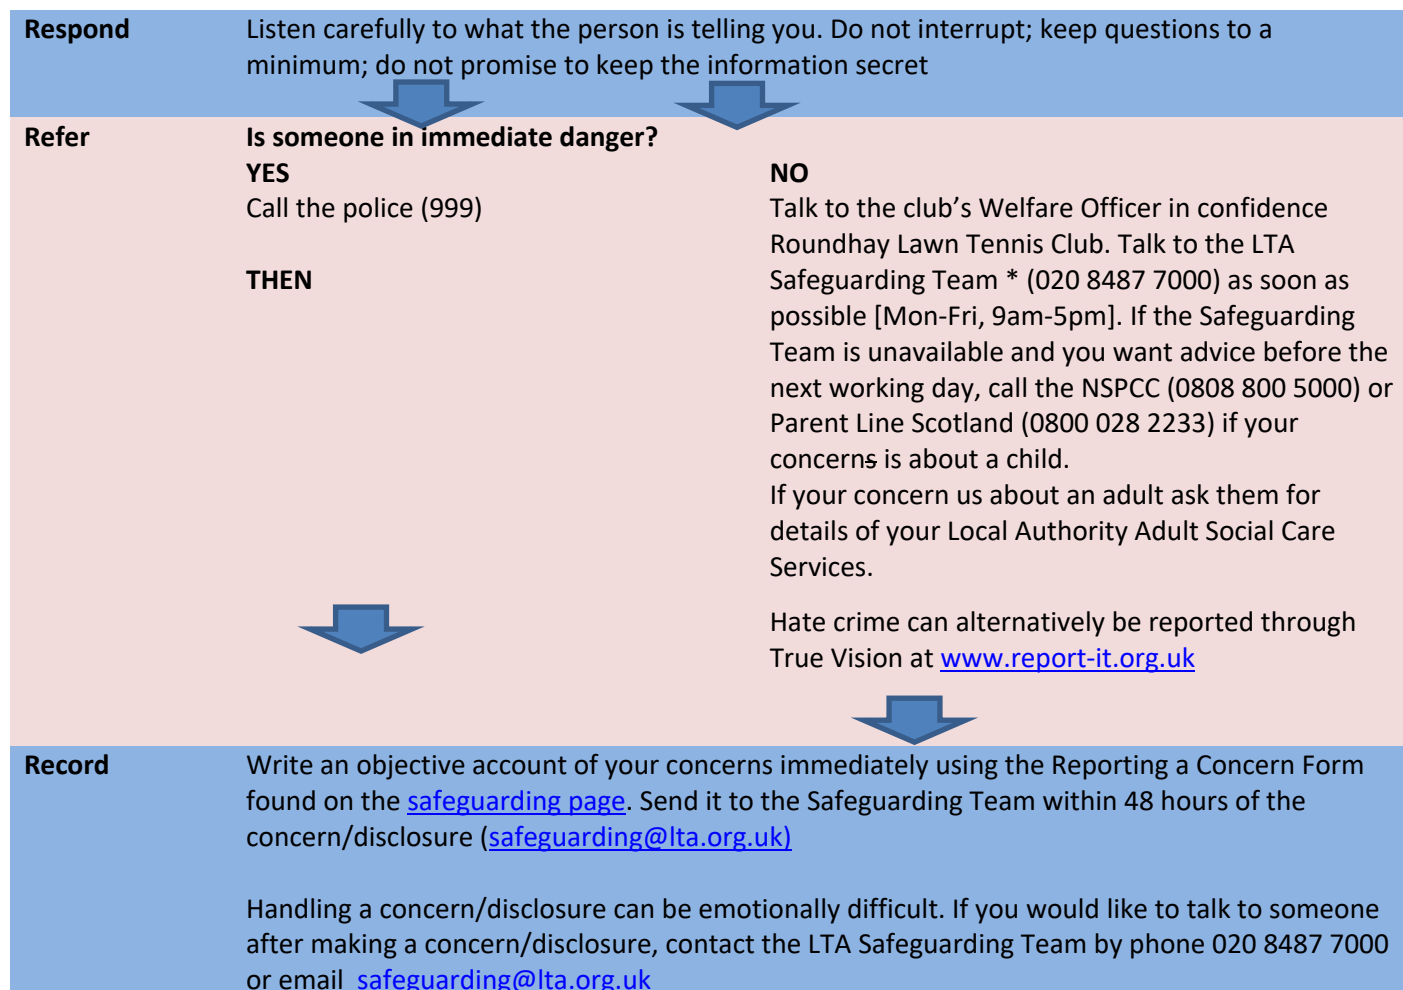 Respond
Listen carefully to what the person is telling you. Do not interrupt; keep questions to a
minimum; do not promise to keep the information secret
Refer
Is someone in immediate danger?
YES
Call the police (999)
THEN
NO
Talk to the club’s Welfare Officer in confidence
Roundhay Lawn Tennis Club. Talk to the LTA
Safeguarding Team * (020 8487 7000) as soon as
possible [Mon-Fri, 9am-5pm]. If the Safeguarding
Team is unavailable and you want advice before the
next working day, call the NSPCC (0808 800 5000) or
Parent Line Scotland (0800 028 2233) if your
concerns is about a child.
If your concern us about an adult ask them for
details of your Local Authority Adult Social Care
Services.
Hate crime can alternatively be reported through
True Vision at www.report-it.org.uk
Record
Write an objective account of your concerns immediately using the Reporting a Concern Form
found on the safeguarding page. Send it to the Safeguarding Team within 48 hours of the
concern/disclosure (safeguarding@lta.org.uk)
Handling a concern/disclosure can be emotionally difficult. If you would like to talk to someone
after making a concern/disclosure, contact the LTA Safeguarding Team by phone 020 8487 7000
or email safeguarding@lta.org.uk